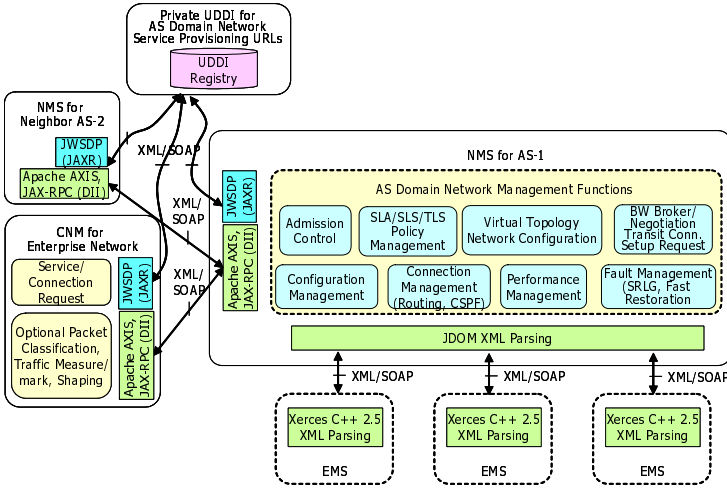 Private UDDI for
AS Domain Network
Service Provisioning URLs
UDDI
Registry
NMS for
Neighbor AS-2
JWSDP
(JAXR)
Apache AXIS,
JAX-RPC (DII)
XML/SOAP
XML/
SOAP
XML/
SOAP
CNM for
Enterprise Network
Service/
Connection
Request
Optional Packet
Classification,
Traffic Measure/
mark, Shaping
JWSDP
(JAXR)
Apache AXIS,
JAX-RPC (DII)
NMS for AS-1
JWSDP
(JAXR)
Apache AXIS,
JAX-RPC (DII)
AS Domain Network Management Functions
Admission
Control
SLA/SLS/TLS
Policy
Management
Virtual Topology
Network Configuration
BW Broker/
Negotiation
Transit Conn.
Setup Request
Configuration
Management
Connection
Management
(Routing, CSPF)
Performance
Management
Fault Management
(SRLG, Fast
Restoration
JDOM XML Parsing
XML/SOAP
XML/SOAP
XML/SOAP
Xerces C++ 2.5
XML Parsing
EMS
Xerces C++ 2.5
XML Parsing
EMS
Xerces C++ 2.5
XML Parsing
EMS